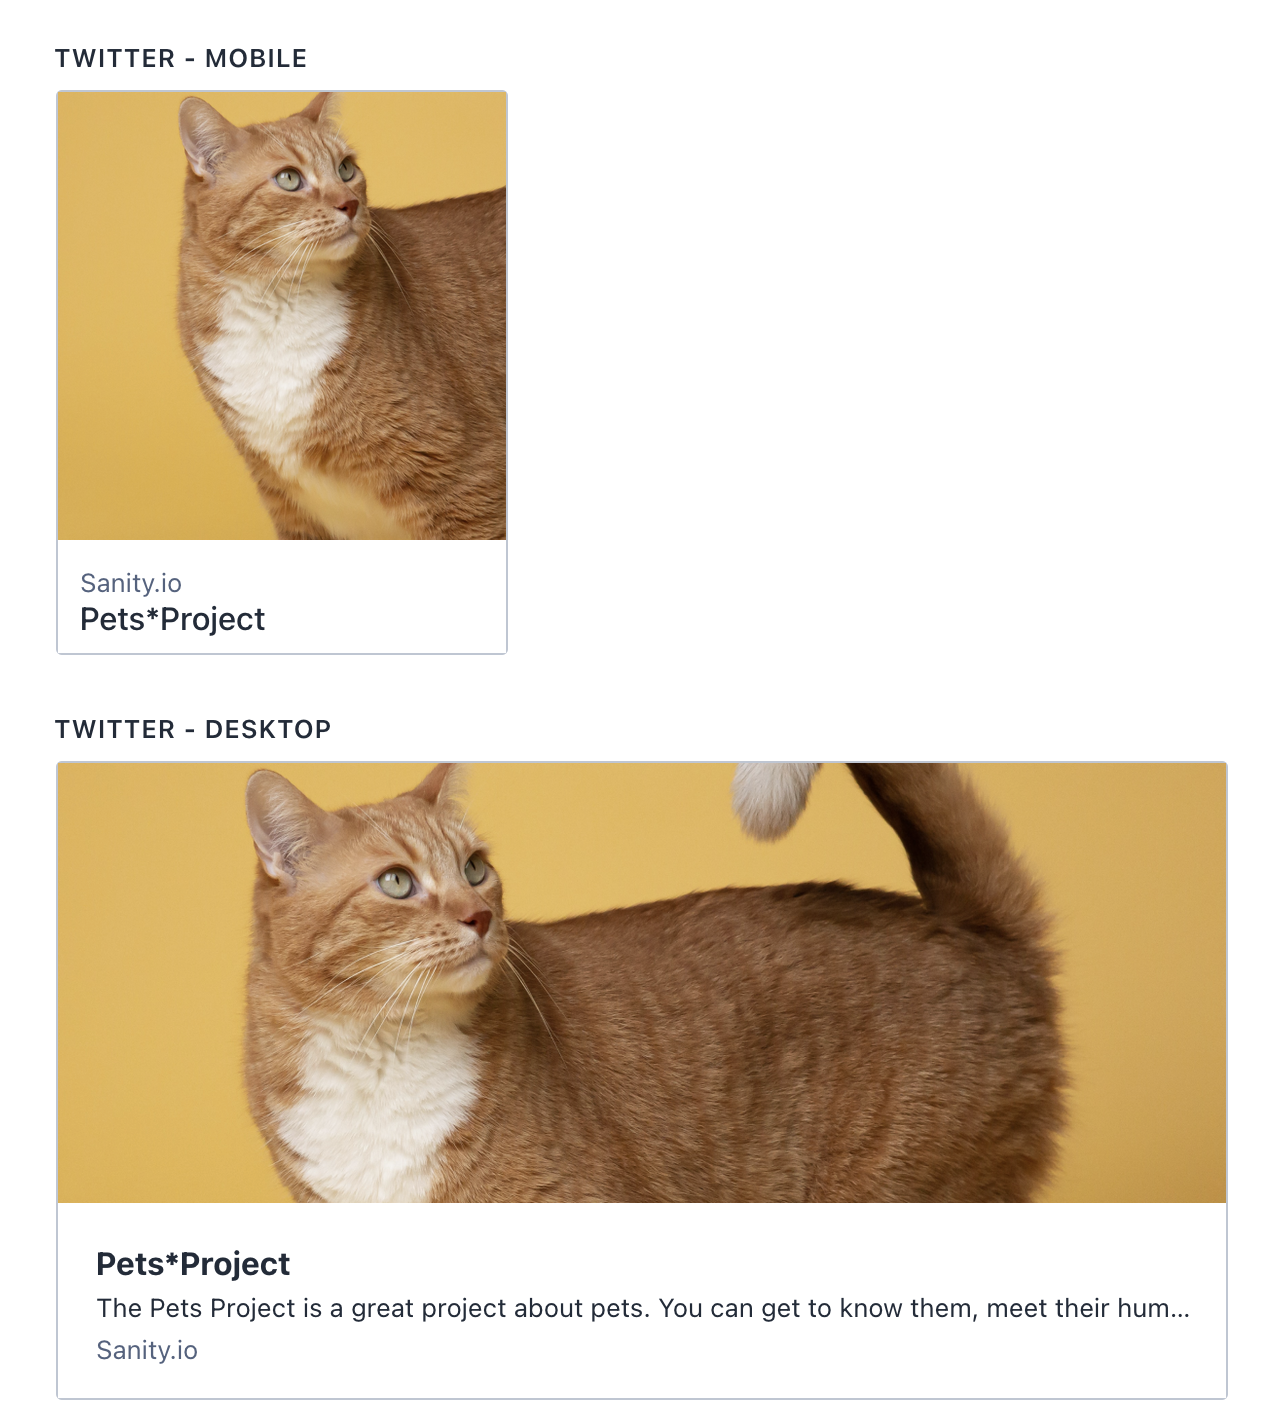 TWITTER - MOBILE
Sanity.io
Pets*Project
TWITTER - DESKTOP
Pets*Project
The Pets Project is a great project about pets. You can get to know them, meet their hum...
Sanity.io